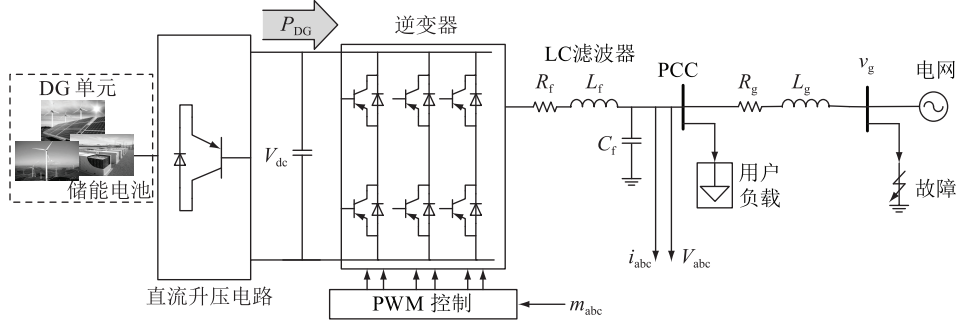 P_DG
逆变器
LC滤波器
PCC
v_g
电网
DG 单元
R_f
L_f
R_g
L_g
V_dc
C_f
用户
负载
储能电池
故障
i_abc
V_abc
直流升压电路
PWM 控制
m_abc